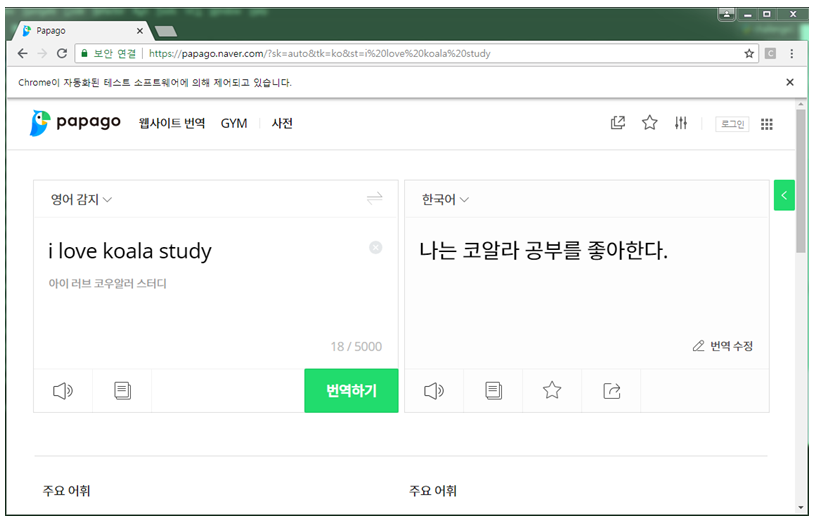 Papago
보안 연결 | https://papago.naver.com/?sk=auto&tk=ko&st=i%20love%20koala%20study
Chrome이 자동화된 테스트 소프트웨어에 의해 제어되고 있습니다.
papago 웹사이트 번역 GYM 사전 로그인
영어 감지 한국어
i love koala study
나는 코알라 공부를 좋아한다.
아이 러브 코우알러 스터디
18 / 5000
번역 수정
번역하기
주요 어휘 주요 어휘